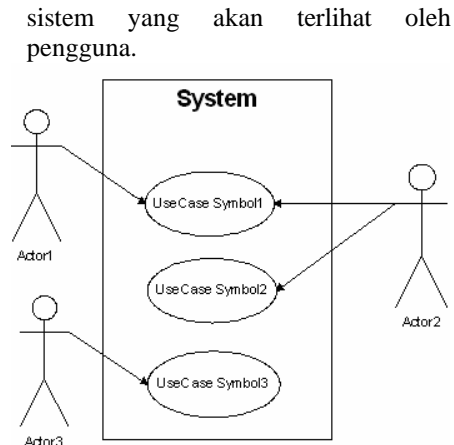 sistem yang akan terlihat oleh
pengguna.
System
UseCase Symbol1
Actor1
UseCase Symbol2
Actor2
UseCase Symbol3
Actor3